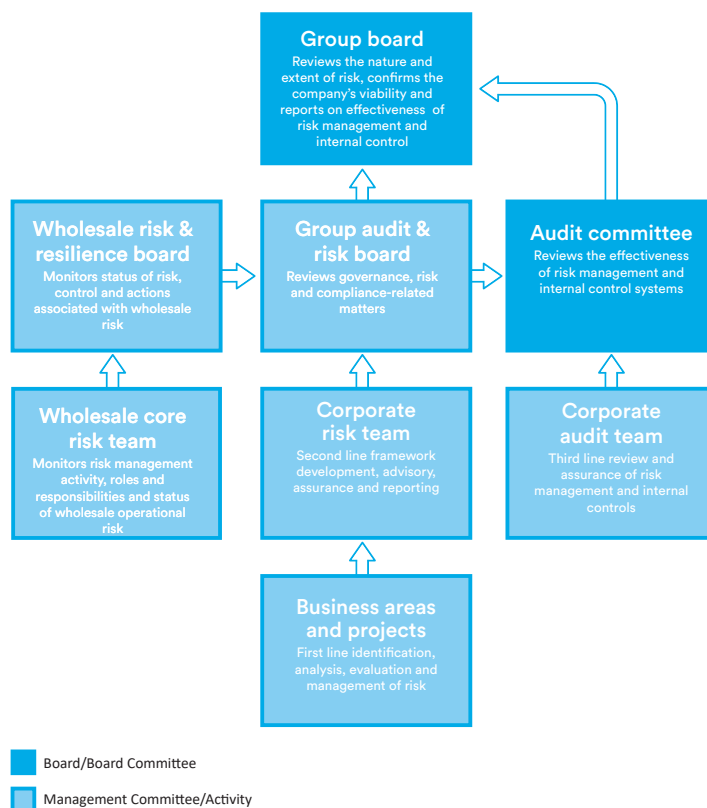 Group board
Reviews the nature and
extent of risk, confirms the
company's viability and
reports on effectiveness of
risk management and
internal control
Wholesale risk &
resilience board
Monitors status of risk,
control and actions
associated with wholesale
risk
Group audit &
risk board
Reviews governance, risk
and compliance-related
matters
Audit committee
Reviews the effectiveness
of risk management and
internal control systems
Wholesale core
risk team
Monitors risk management
activity, roles and
responsibilities and status
of wholesale operational
risk
Corporate
risk team
Second line framework
development, advisory,
assurance and reporting
Corporate
audit team
Third line review and
assurance of risk
management and internal
controls
Business areas
and projects
First line identification,
analysis, evaluation and
management of risk
Board/Board Committee
Management Committee/Activity